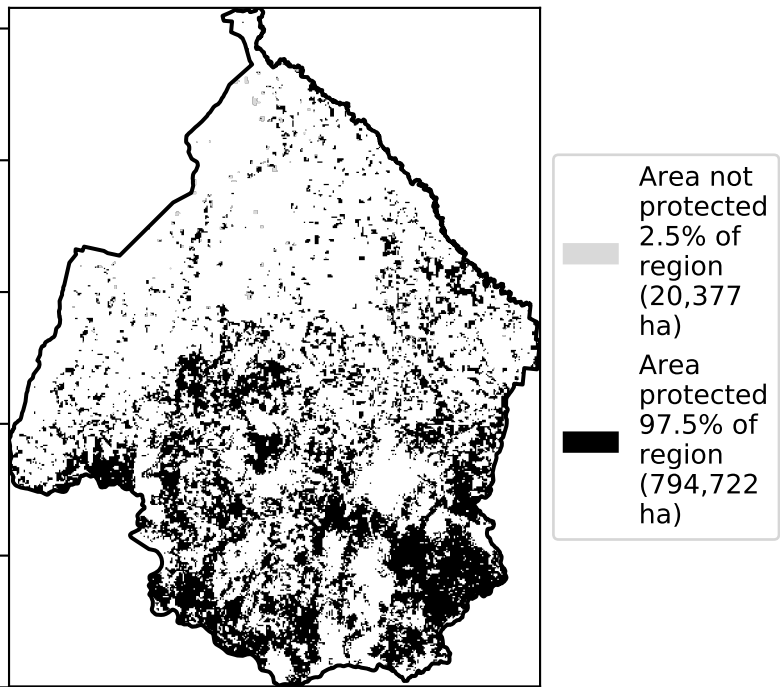 Area not
protected
2.5% of
region
(20,377
ha)
Area
protected
97.5% of
region
(794,722
ha)